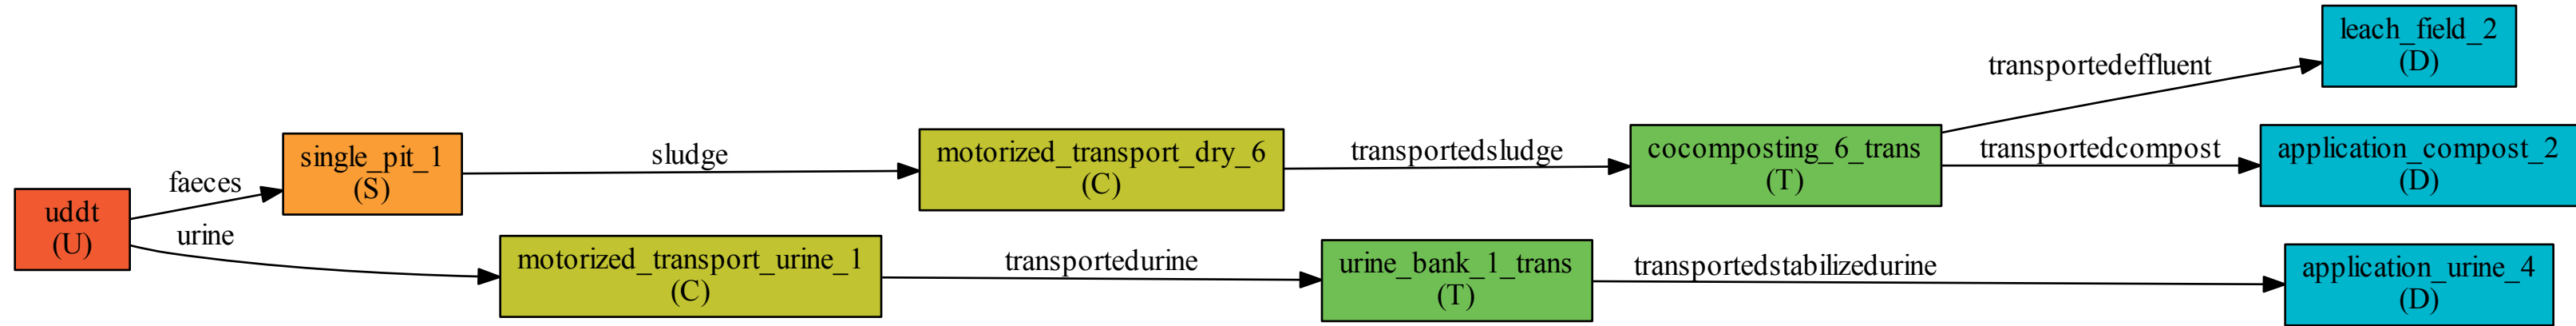 uddt
(U)
faeces
urine
single_pit_1
(S)
sludge
motorized_transport_urine_1
(C)
motorized_transport_dry_6
(C)
transportedurine
transportedsludge
urine_bank_1_trans
(T)
cocomposting_6_trans
(T)
transportedeffluent
transportedcompost
transportedstabilizedurine
leach_field_2
(D)
application_compost_2
(D)
application_urine_4
(D)